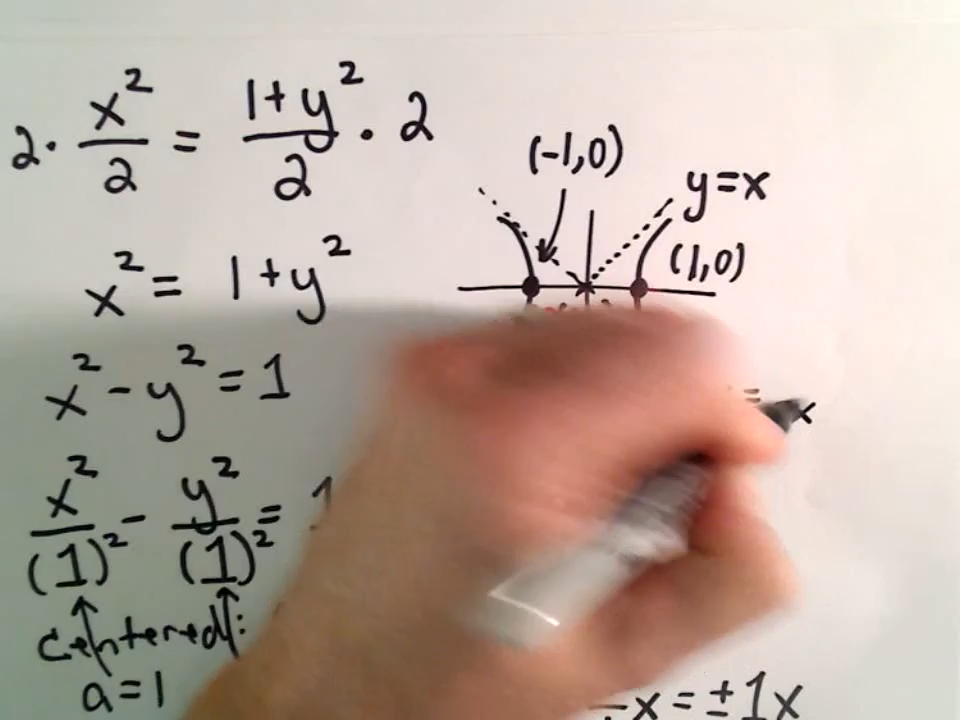 2 · x²/2 = 1+y²/2 · 2
x² = 1+y²
x² - y² = 1
x²/(1)² - y²/(1)² = 1
centered:
a=1
(-1,0)
y=x
(1,0)
= x
x = ±1x